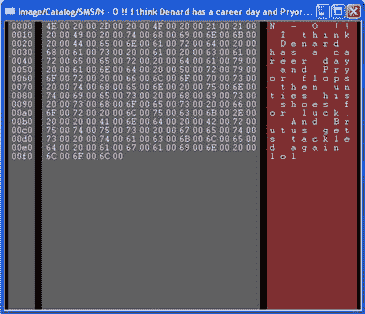 Image/Catalog/SMS/N - O !! I think Denard has a career day and Pryor...
0000 4E 00 20 00 2D 00 20 00 4F 00 20 00 21 00 21 00 N - O !!
0010 20 00 49 00 20 00 74 00 68 00 69 00 6E 00 6B 00 I think
0020 20 00 44 00 65 00 6E 00 61 00 72 00 64 00 20 00 Denard
0030 68 00 61 00 73 00 20 00 61 00 20 00 63 00 61 00 has a ca
0040 72 00 65 00 65 00 72 00 20 00 64 00 61 00 79 00 reer day
0050 20 00 61 00 6E 00 64 00 20 00 50 00 72 00 79 00 and Pry
0060 6F 00 72 00 20 00 66 00 6C 00 6F 00 70 00 73 00 or flops
0070 20 00 74 00 68 00 65 00 6E 00 20 00 75 00 6E 00 then un
0080 74 00 69 00 65 00 73 00 20 00 68 00 69 00 73 00 ties his
0090 20 00 73 00 68 00 6F 00 65 00 73 00 20 00 66 00 shoes f
00a0 6F 00 72 00 20 00 6C 00 75 00 63 00 6B 00 2E 00 or luck.
00b0 20 00 20 00 41 00 6E 00 64 00 20 00 42 00 72 00 And Br
00c0 75 00 74 00 75 00 73 00 20 00 67 00 65 00 74 00 utus get
00d0 73 00 20 00 74 00 61 00 63 00 6B 00 6C 00 65 00 s tackle
00e0 64 00 20 00 61 00 67 00 61 00 69 00 6E 00 20 00 d again
00f0 6C 00 6F 00 6C 00 lol